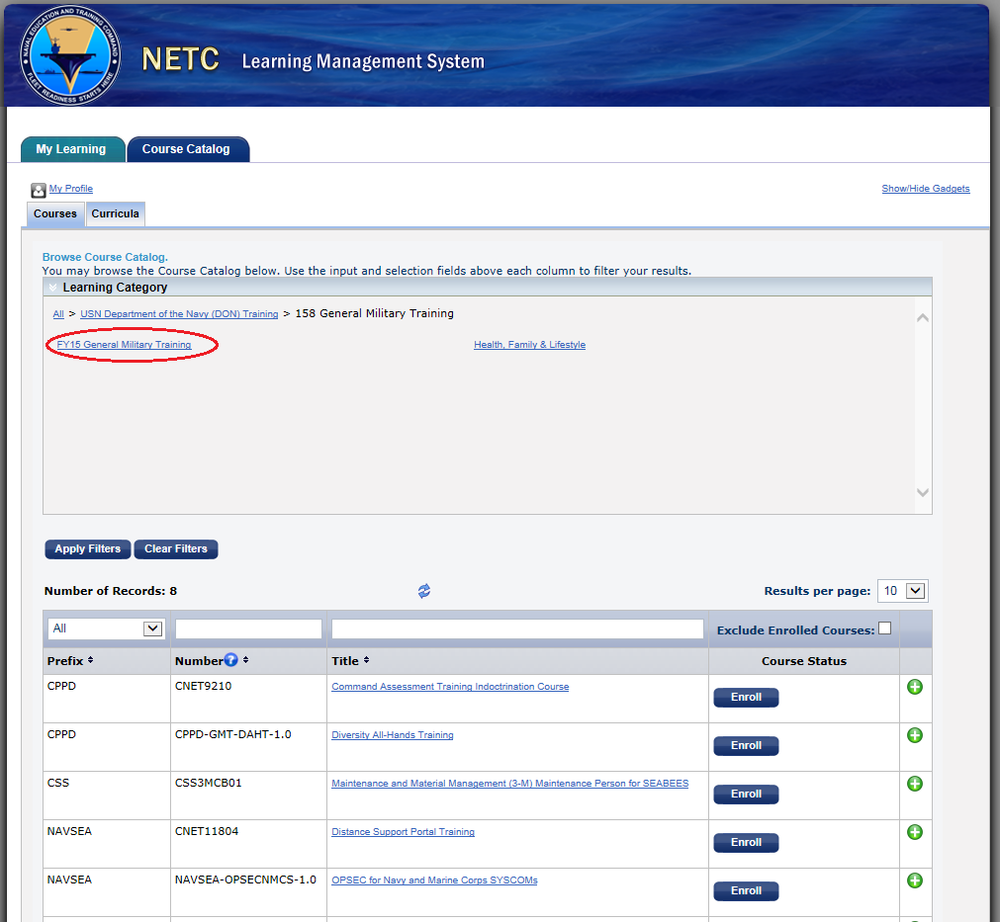 NAVAL EDUCATION AND TRAINING COMMAND
FLEET READINESS STARTS HERE
NETC Learning Management System
My Learning Course Catalog
My Profile Show/Hide Gadgets
Courses Curricula
Browse Course Catalog.
You may browse the Course Catalog below. Use the input and selection fields above each column to filter your results.
Learning Category
All > USN Department of the Navy (DON) Training > 158 General Military Training
FY15 General Military Training Health, Family & Lifestyle
Apply Filters Clear Filters
Number of Records: 8 Results per page: 10
All Exclude Enrolled Courses:
Prefix Number ? Title Course Status
CPPD CNET9210 Command Assessment Training Indoctrination Course Enroll
CPPD CPPD-GMT-DAHT-1.0 Diversity All-Hands Training Enroll
CSS CSS3MCB01 Maintenance and Material Management (3-M) Maintenance Person for SEABEES Enroll
NAVSEA CNET11804 Distance Support Portal Training Enroll
NAVSEA NAVSEA-OPSECNMCS-1.0 OPSEC for Navy and Marine Corps SYSCOMs Enroll